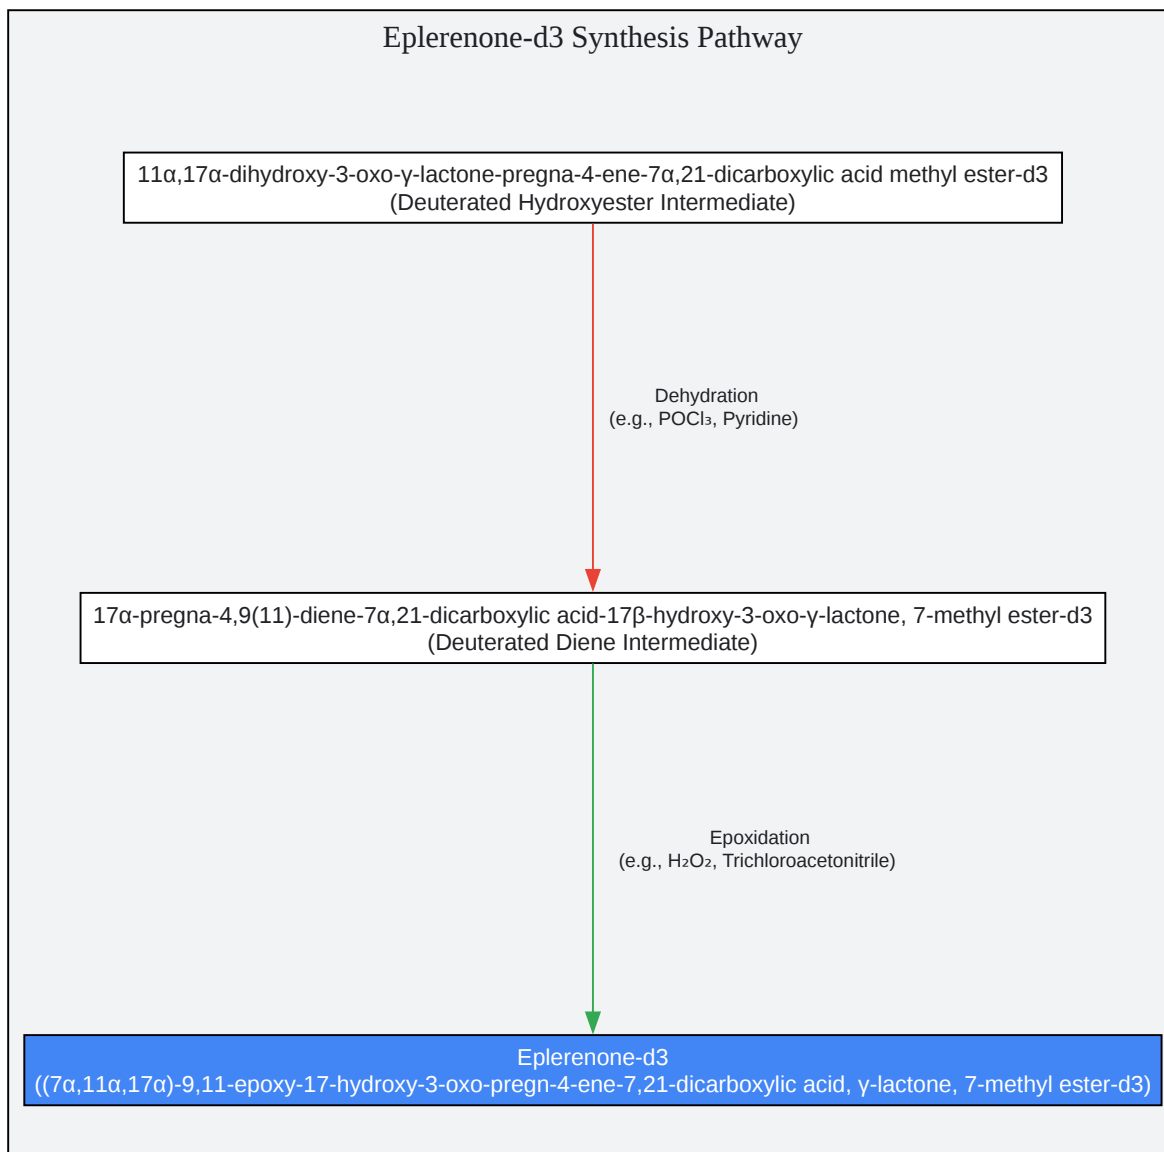 Eplerenone-d3 Synthesis Pathway
11α,17α-dihydroxy-3-oxo-γ-lactone-pregna-4-ene-7α,21-dicarboxylic acid methyl ester-d3
(Deuterated Hydroxyester Intermediate)
Dehydration
(e.g., POCl₃, Pyridine)
17α-pregna-4,9(11)-diene-7α,21-dicarboxylic acid-17β-hydroxy-3-oxo-γ-lactone, 7-methyl ester-d3
(Deuterated Diene Intermediate)
Epoxidation
(e.g., H₂O₂, Trichloroacetonitrile)
Eplerenone-d3
((7α,11α,17α)-9,11-epoxy-17-hydroxy-3-oxo-pregn-4-ene-7,21-dicarboxylic acid, γ-lactone, 7-methyl ester-d3)